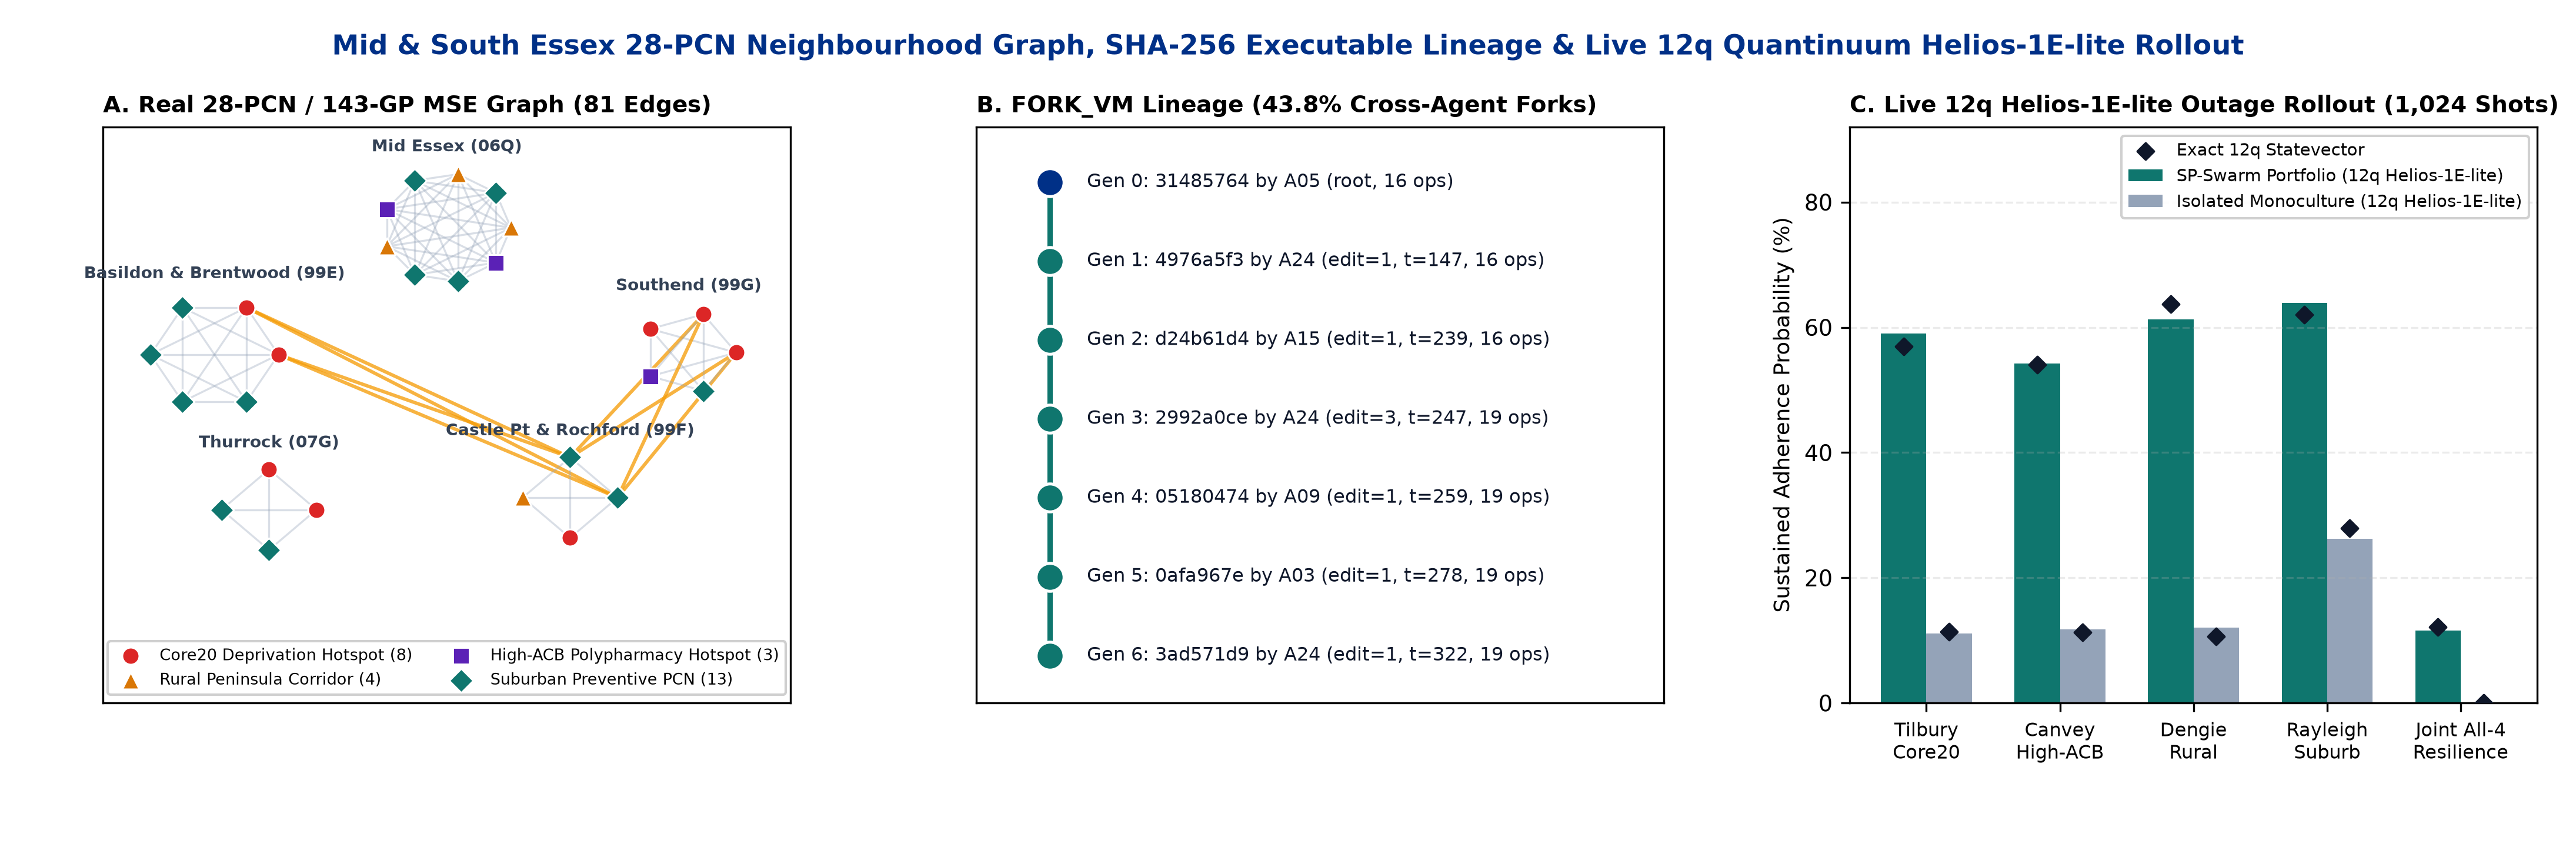 Mid & South Essex 28-PCN Neighbourhood Graph, SHA-256 Executable Lineage & Live 12q Quantinuum Helios-1E-lite Rollout
A. Real 28-PCN / 143-GP MSE Graph (81 Edges)
Mid Essex (06Q)
Basildon & Brentwood (99E)
Southend (99G)
Castle Pt & Rochford (99F)
Thurrock (07G)
Core20 Deprivation Hotspot (8)
Rural Peninsula Corridor (4)
High-ACB Polypharmacy Hotspot (3)
Suburban Preventive PCN (13)
B. FORK_VM Lineage (43.8% Cross-Agent Forks)
Gen 0: 31485764 by A05 (root, 16 ops)
Gen 1: 4976a5f3 by A24 (edit=1, t=147, 16 ops)
Gen 2: d24b61d4 by A15 (edit=1, t=239, 16 ops)
Gen 3: 2992a0ce by A24 (edit=3, t=247, 19 ops)
Gen 4: 05180474 by A09 (edit=1, t=259, 19 ops)
Gen 5: 0afa967e by A03 (edit=1, t=278, 19 ops)
Gen 6: 3ad571d9 by A24 (edit=1, t=322, 19 ops)
C. Live 12q Helios-1E-lite Outage Rollout (1,024 Shots)
Exact 12q Statevector
SP-Swarm Portfolio (12q Helios-1E-lite)
Isolated Monoculture (12q Helios-1E-lite)
Sustained Adherence Probability (%)
80
60
40
20
0
Tilbury
Core20
Canvey
High-ACB
Dengie
Rural
Rayleigh
Suburb
Joint All-4
Resilience